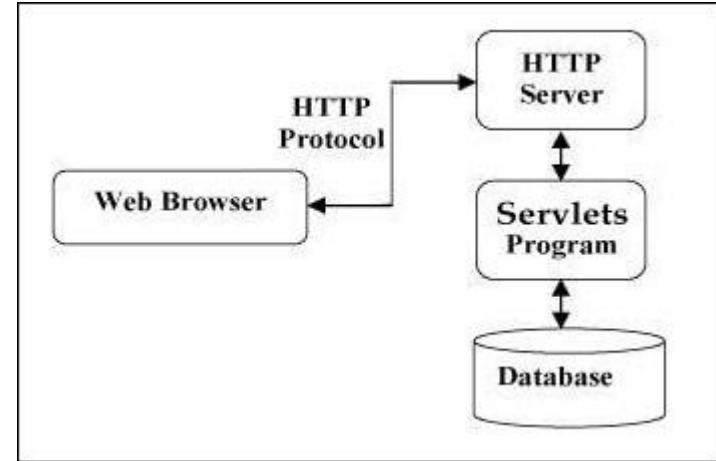 HTTP
Server
HTTP
Protocol
Web Browser
Servlets
Program
Database